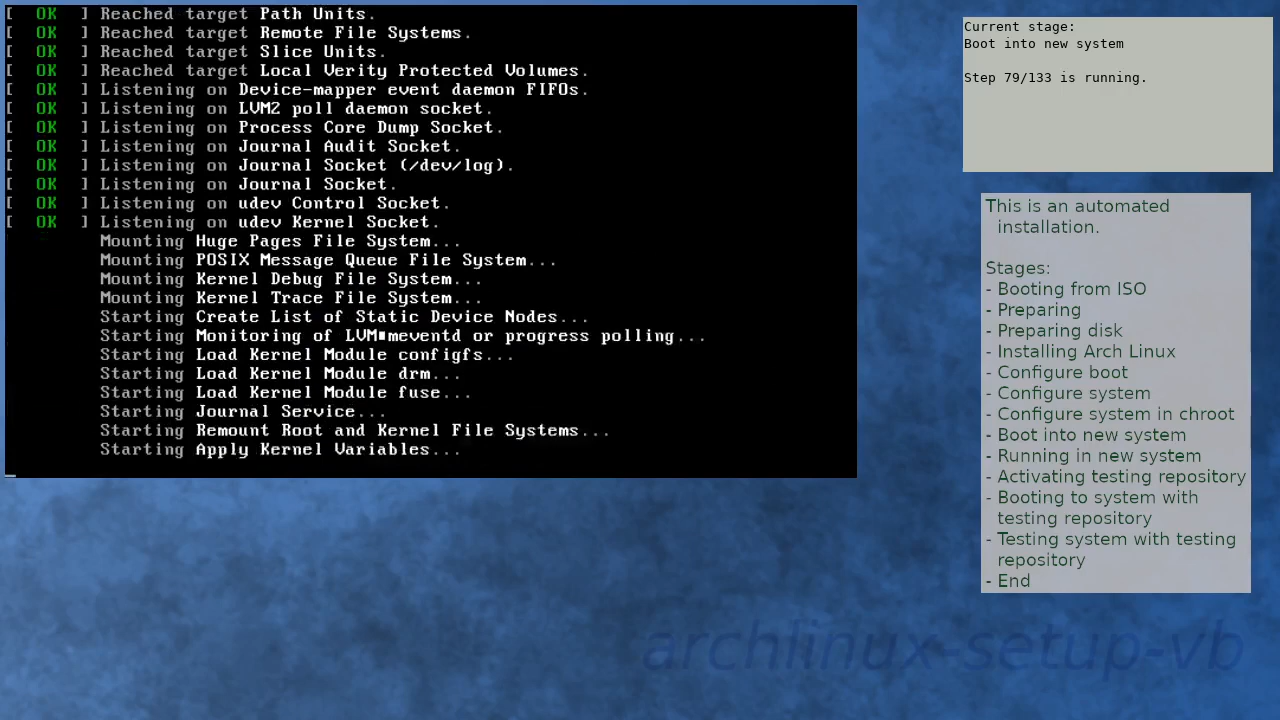 [  OK  ] Reached target Path Units.
[  OK  ] Reached target Remote File Systems.
[  OK  ] Reached target Slice Units.
[  OK  ] Reached target Local Verity Protected Volumes.
[  OK  ] Listening on Device-mapper event daemon FIFOs.
[  OK  ] Listening on LVM2 poll daemon socket.
[  OK  ] Listening on Process Core Dump Socket.
[  OK  ] Listening on Journal Audit Socket.
[  OK  ] Listening on Journal Socket (/dev/log).
[  OK  ] Listening on Journal Socket.
[  OK  ] Listening on udev Control Socket.
[  OK  ] Listening on udev Kernel Socket.
Mounting Huge Pages File System...
Mounting POSIX Message Queue File System...
Mounting Kernel Debug File System...
Mounting Kernel Trace File System...
Starting Create List of Static Device Nodes...
Starting Monitoring of LVM▪meventd or progress polling...
Starting Load Kernel Module configfs...
Starting Load Kernel Module drm...
Starting Load Kernel Module fuse...
Starting Journal Service...
Starting Remount Root and Kernel File Systems...
Starting Apply Kernel Variables...
Current stage:
Boot into new system
Step 79/133 is running.
This is an automated
installation.
Stages:
- Booting from ISO
- Preparing
- Preparing disk
- Installing Arch Linux
- Configure boot
- Configure system
- Configure system in chroot
- Boot into new system
- Running in new system
- Activating testing repository
- Booting to system with
testing repository
- Testing system with testing
repository
- End
archlinux-setup-vb